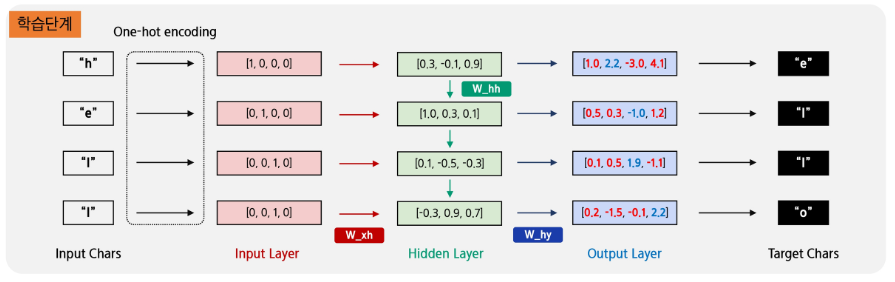 학습단계
One-hot encoding
“h” [1, 0, 0, 0] [0.3, -0.1, 0.9] [1.0, 2.2, -3.0, 4.1] “e”
W_hh
“e” [0, 1, 0, 0] [1.0, 0.3, 0.1] [0.5, 0.3, -1.0, 1.2] “l”
“l” [0, 0, 1, 0] [0.1, -0.5, -0.3] [0.1, 0.5, 1.9, -1.1] “l”
“l” [0, 0, 1, 0] [-0.3, 0.9, 0.7] [0.2, -1.5, -0.1, 2.2] “o”
W_xh W_hy
Input Chars Input Layer Hidden Layer Output Layer Target Chars